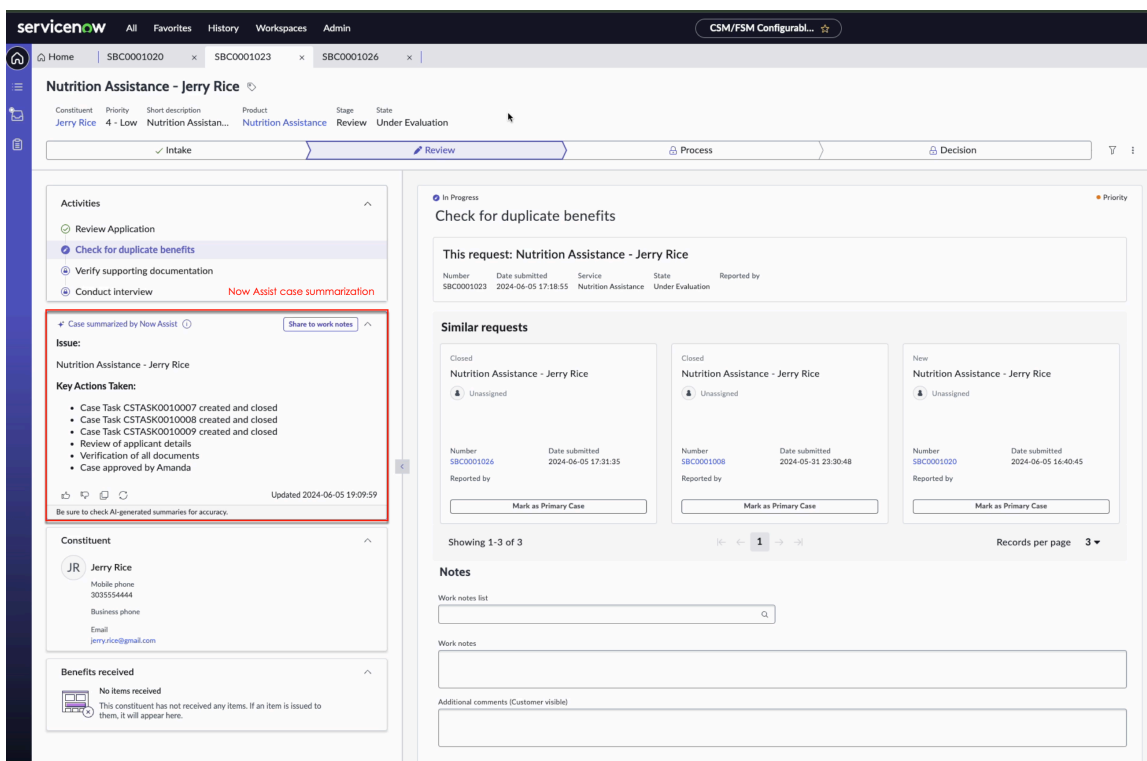 servicenow All Favorites History Workspaces Admin CSM/FSM Configurabl...
Home SBC0001020 × SBC0001023 × SBC0001026 ×
Nutrition Assistance - Jerry Rice
Constituent Priority Short description Product Stage State
Jerry Rice 4 - Low Nutrition Assistan... Nutrition Assistance Review Under Evaluation
Intake Review Process Decision
Activities
Review Application
Check for duplicate benefits
Verify supporting documentation
Conduct interview
Now Assist case summarization
Case summarized by Now Assist Share to work notes
Issue:
Nutrition Assistance - Jerry Rice
Key Actions Taken:
• Case Task CSTASK0010007 created and closed
• Case Task CSTASK0010008 created and closed
• Case Task CSTASK0010009 created and closed
• Review of applicant details
• Verification of all documents
• Case approved by Amanda
Updated 2024-06-05 19:09:59
Be sure to check AI-generated summaries for accuracy.
Constituent
JR Jerry Rice
Mobile phone
3035554444
Business phone
Email
jerry.rice@gmail.com
Benefits received
No items received
This constituent has not received any items. If an item is issued to
them, it will appear here.
In Progress Priority
Check for duplicate benefits
This request: Nutrition Assistance - Jerry Rice
Number Date submitted Service State Reported by
SBC0001023 2024-06-05 17:18:55 Nutrition Assistance Under Evaluation
Similar requests
Closed
Nutrition Assistance - Jerry Rice
Unassigned
Number Date submitted
SBC0001026 2024-06-05 17:31:35
Reported by
Mark as Primary Case
Closed
Nutrition Assistance - Jerry Rice
Unassigned
Number Date submitted
SBC0001008 2024-05-31 23:30:48
Reported by
Mark as Primary Case
New
Nutrition Assistance - Jerry Rice
Unassigned
Number Date submitted
SBC0001020 2024-06-05 16:40:45
Reported by
Mark as Primary Case
Showing 1-3 of 3 1 Records per page 3
Notes
Work notes list
Work notes
Additional comments (Customer visible)